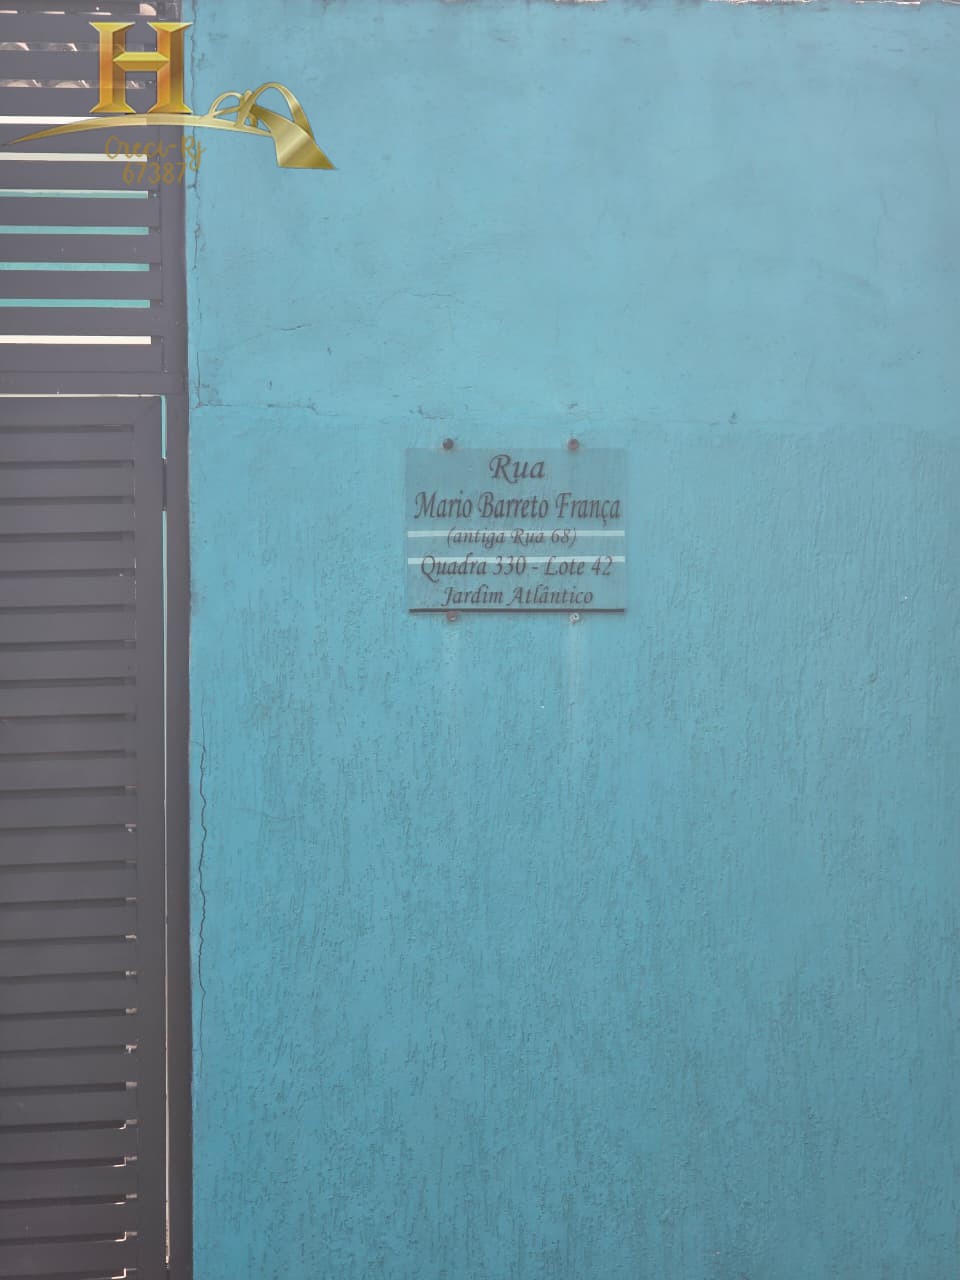 H
Creci-Rj
67387
Rua
Mario Barreto França
(antiga Rua 68)
Quadra 330 - Lote 42
Jardim Atlântico